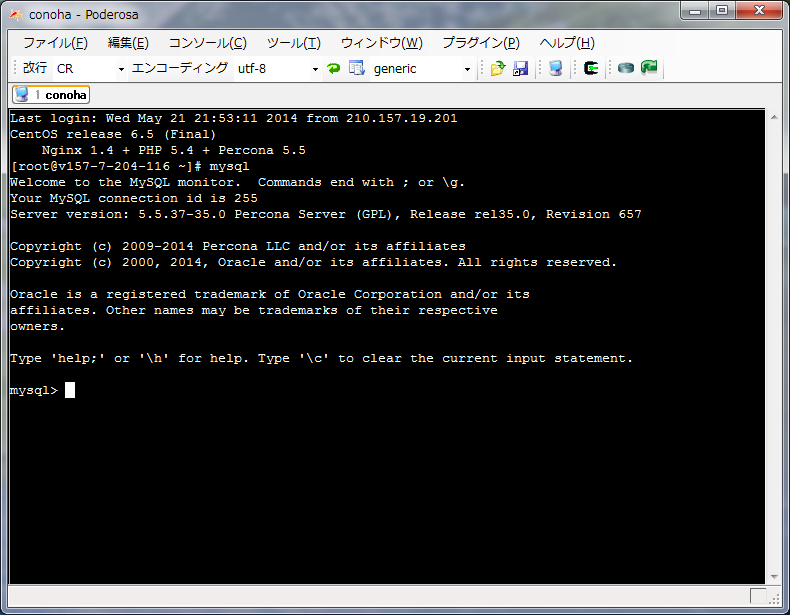 conoha - Poderosa
ファイル(F) 編集(E) コンソール(C) ツール(T) ウィンドウ(W) プラグイン(P) ヘルプ(H)
改行 CR エンコーディング utf-8 generic
1 conoha
Last login: Wed May 21 21:53:11 2014 from 210.157.19.201
CentOS release 6.5 (Final)
    Nginx 1.4 + PHP 5.4 + Percona 5.5
[root@v157-7-204-116 ~]# mysql
Welcome to the MySQL monitor.  Commands end with ; or \g.
Your MySQL connection id is 255
Server version: 5.5.37-35.0 Percona Server (GPL), Release rel35.0, Revision 657

Copyright (c) 2009-2014 Percona LLC and/or its affiliates
Copyright (c) 2000, 2014, Oracle and/or its affiliates. All rights reserved.

Oracle is a registered trademark of Oracle Corporation and/or its
affiliates. Other names may be trademarks of their respective
owners.

Type 'help;' or '\h' for help. Type '\c' to clear the current input statement.

mysql>